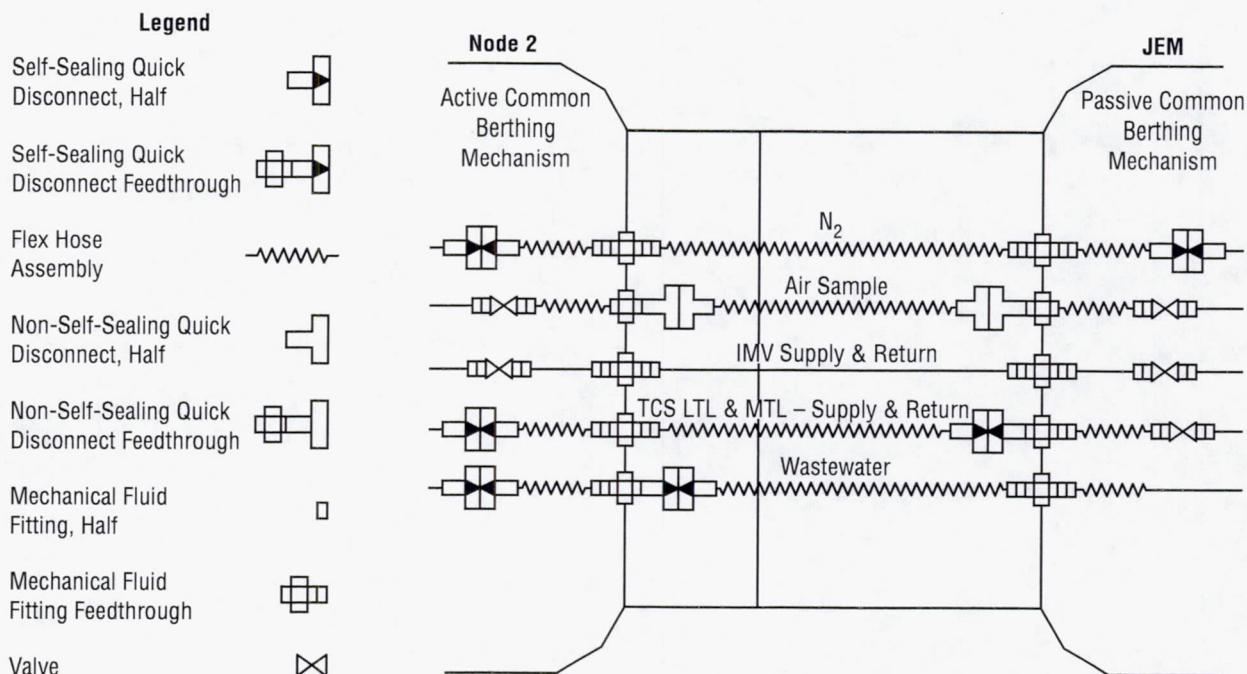 Legend
Self-Sealing Quick
Disconnect, Half
Self-Sealing Quick
Disconnect Feedthrough
Flex Hose
Assembly
Non-Self-Sealing Quick
Disconnect, Half
Non-Self-Sealing Quick
Disconnect Feedthrough
Mechanical Fluid
Fitting, Half
Mechanical Fluid
Fitting Feedthrough
Valve
Node 2
Active Common
Berthing
Mechanism
JEM
Passive Common
Berthing
Mechanism
N2
Air Sample
IMV Supply & Return
TCS LTL & MTL – Supply & Return
Wastewater